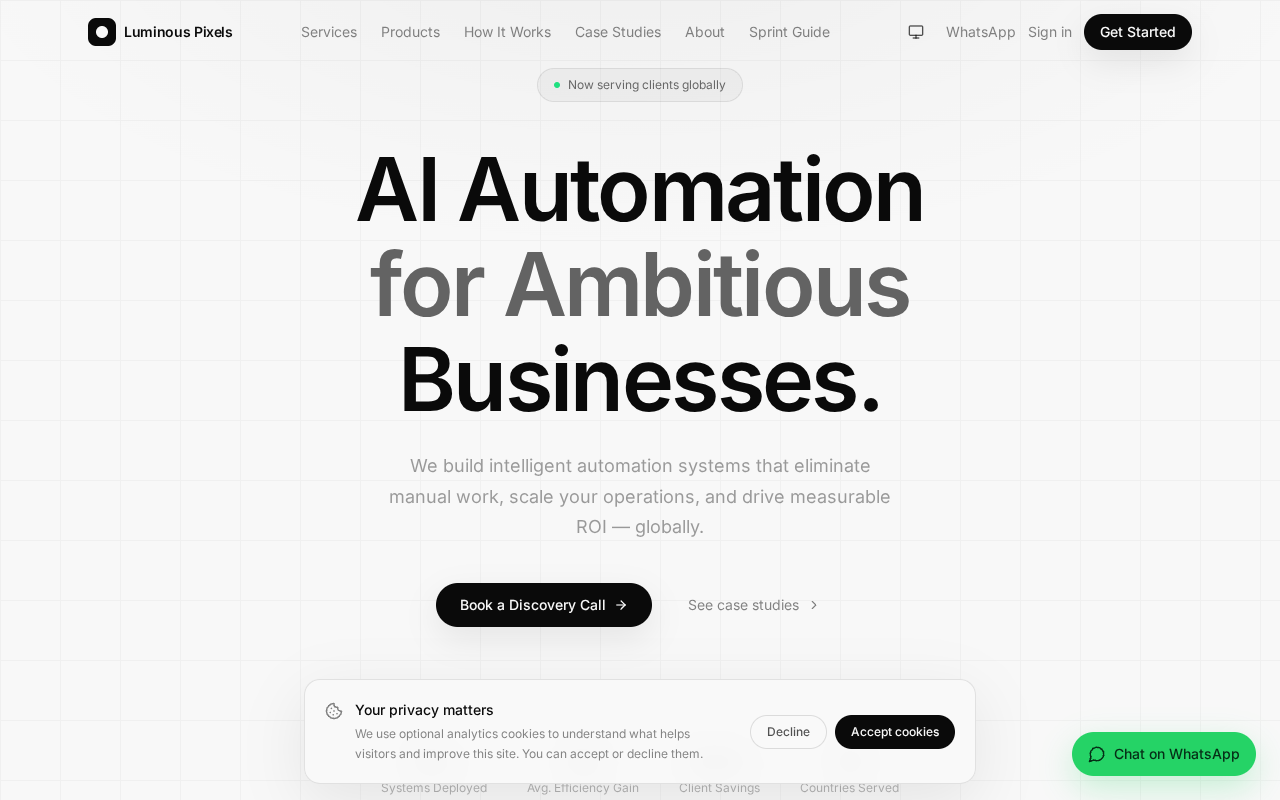 Luminous Pixels
Services Products How It Works Case Studies About Sprint Guide
WhatsApp Sign in Get Started
Now serving clients globally
AI Automation
for Ambitious
Businesses.
We build intelligent automation systems that eliminate
manual work, scale your operations, and drive measurable
ROI — globally.
Book a Discovery Call
See case studies
Your privacy matters
We use optional analytics cookies to understand what helps
visitors and improve this site. You can accept or decline them.
Decline
Accept cookies
Chat on WhatsApp
Systems Deployed Avg. Efficiency Gain Client Savings Countries Served